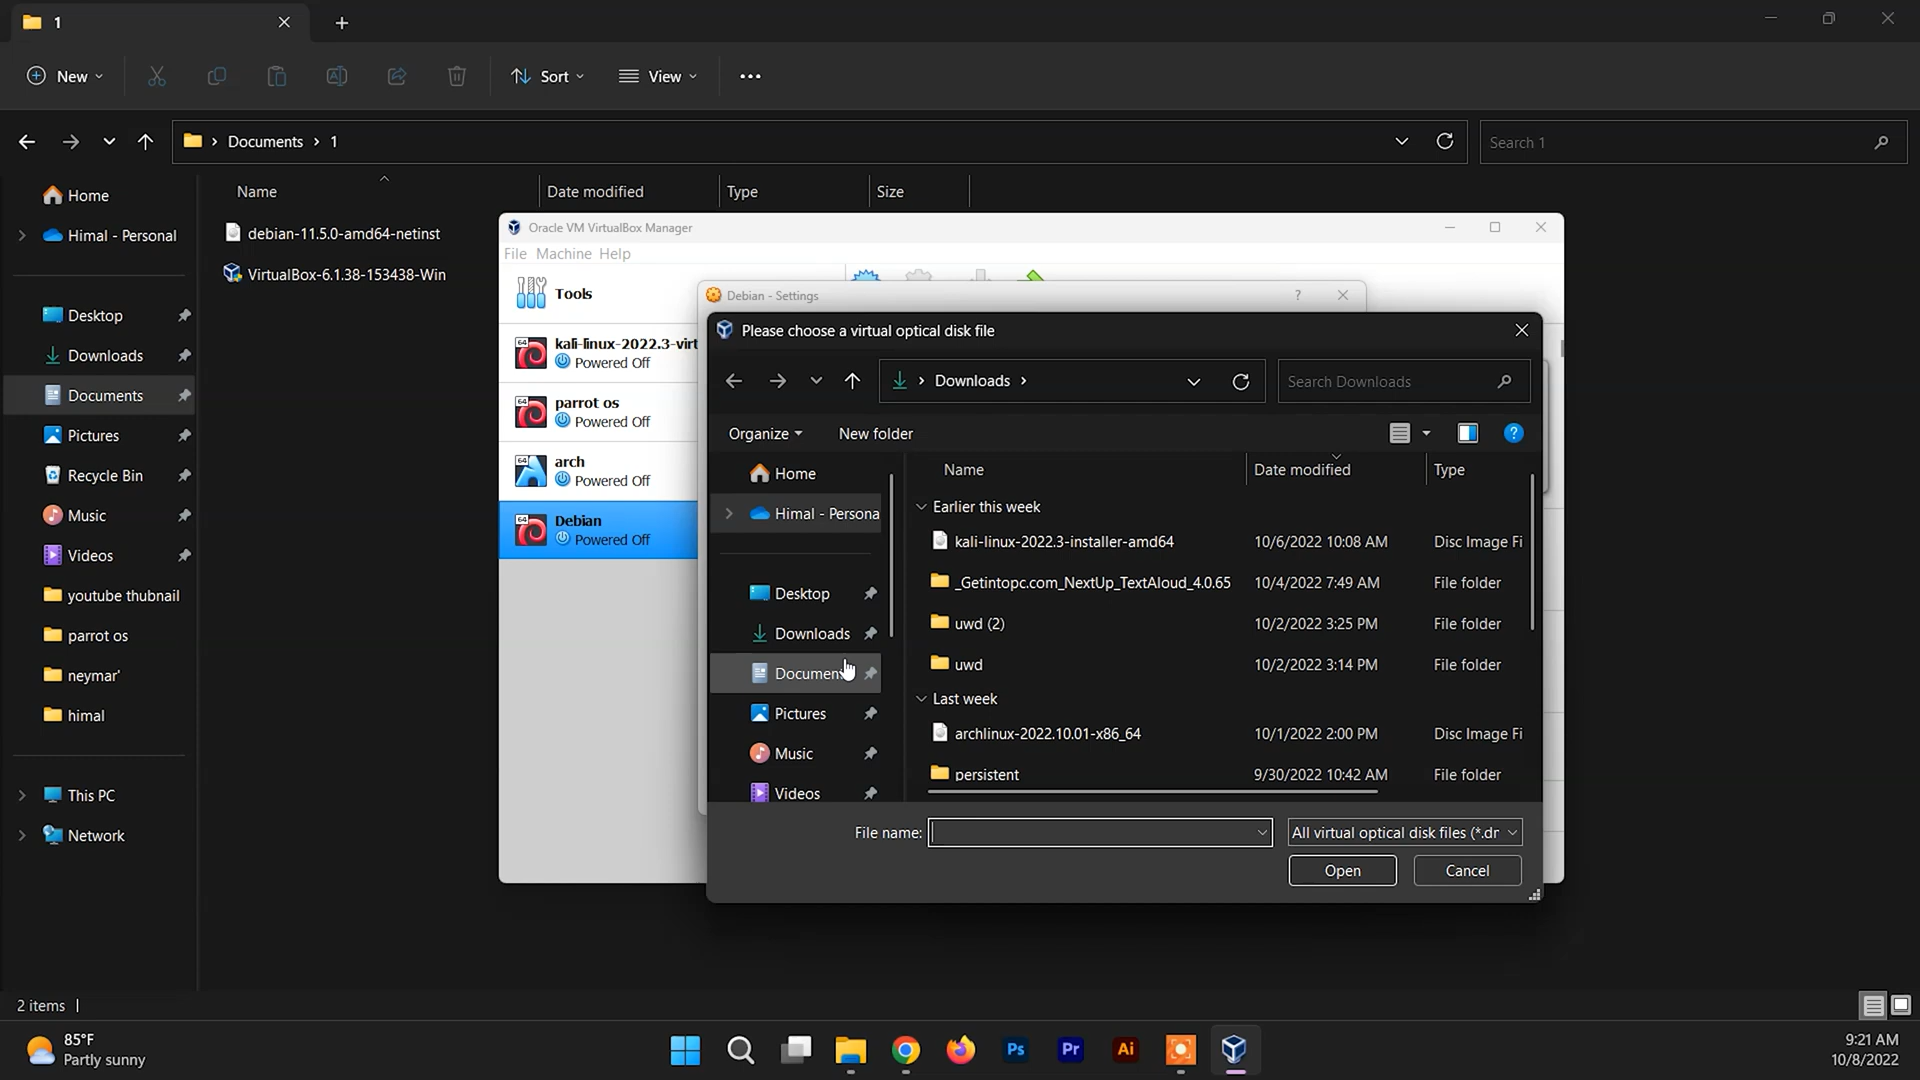 1
New
Sort
View
Documents
1
Search 1
Home
Himal - Personal
Desktop
Downloads
Documents
Pictures
Recycle Bin
Music
Videos
youtube thubnail
parrot os
neymar'
himal
This PC
Network
Name
Date modified
Type
Size
debian-11.5.0-amd64-netinst
VirtualBox-6.1.38-153438-Win
Oracle VM VirtualBox Manager
File Machine Help
Tools
64
kali-linux-2022.3-virt
Powered Off
64
parrot os
Powered Off
64
arch
Powered Off
64
Debian
Powered Off
Debian - Settings
?
Please choose a virtual optical disk file
Downloads
Search Downloads
Organize
New folder
?
Home
Himal - Persona
Desktop
Downloads
Documen
Pictures
Music
Videos
Name
Date modified
Type
Earlier this week
kali-linux-2022.3-installer-amd64 10/6/2022 10:08 AM Disc Image Fi
_Getintopc.com_NextUp_TextAloud_4.0.65 10/4/2022 7:49 AM File folder
uwd (2) 10/2/2022 3:25 PM File folder
uwd 10/2/2022 3:14 PM File folder
Last week
archlinux-2022.10.01-x86_64 10/1/2022 2:00 PM Disc Image Fi
persistent 9/30/2022 10:42 AM File folder
File name:
All virtual optical disk files (*.dr
Open
Cancel
2 items
85°F
Partly sunny
Ps
Pr
Ai
9:21 AM
10/8/2022